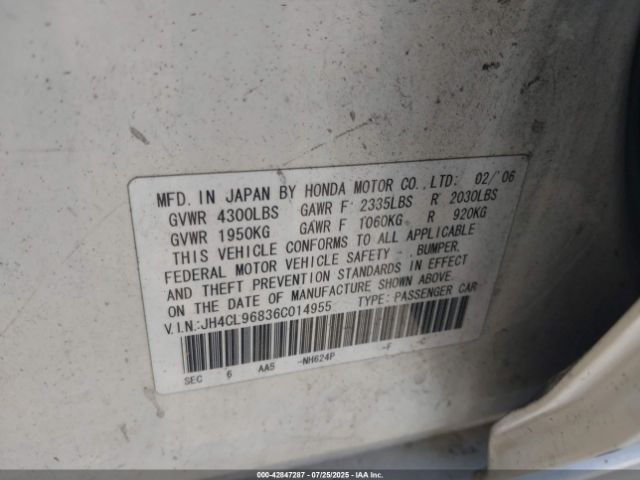 MFD. IN JAPAN BY HONDA MOTOR CO., LTD: 02/'06
GVWR 4300LBS GAWR F 2335LBS R 2030LBS
GVWR 1950KG GAWR F 1060KG R 920KG
THIS VEHICLE CONFORMS TO ALL APPLICABLE
FEDERAL MOTOR VEHICLE SAFETY - , BUMPER,
AND THEFT PREVENTION STANDARDS IN EFFECT
ON THE DATE OF MANUFACTURE SHOWN ABOVE.
V.I.N.:JH4CL96836C014955 TYPE: PASSENGER CAR
SEC 6 AA5 -NH624P -F -C
00-42847287 - 07/25/2025 - IAA Inc.